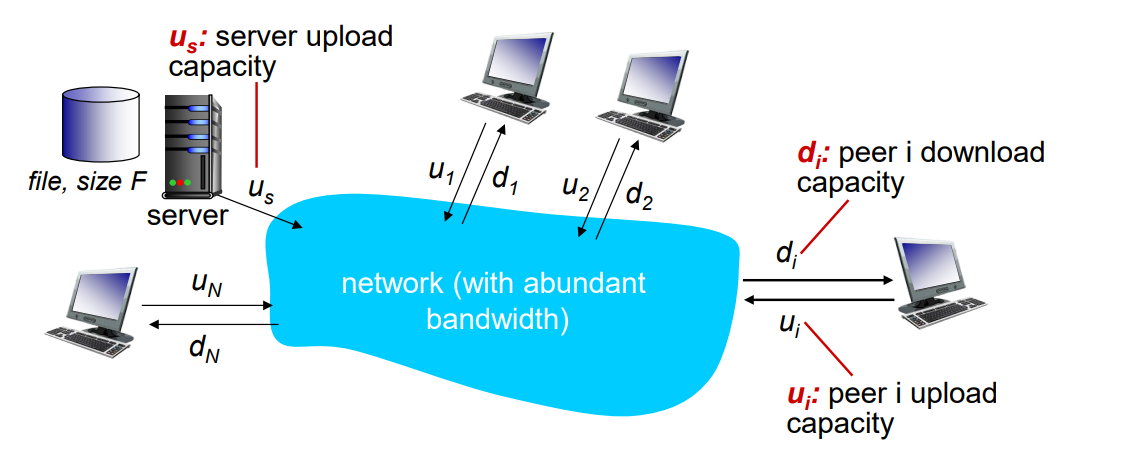 u_s: server upload
capacity
file, size F
server
u_s
u_1
d_1
u_2
d_2
d_i: peer i download
capacity
d_i
network (with abundant
bandwidth)
u_N
d_N
u_i
u_i: peer i upload
capacity